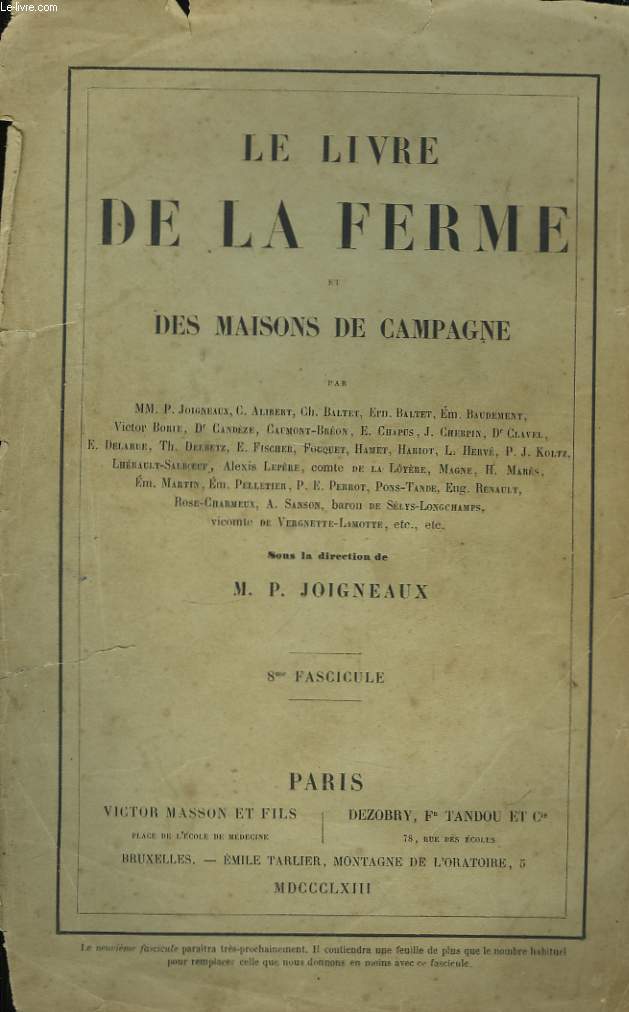 Le-livre.com
LE LIVRE
DE LA FERME
ET
DES MAISONS DE CAMPAGNE
PAR
MM. P. JOIGNEAUX, C. ALIBERT, Ch. BALTET, Ern. BALTET, Ém. BAUDEMENT,
Victor BORIE, Dr CANDÈZE, CAUMONT-BRÉON, E. CHAPUS, J. CHERPIN, Dr CLAVEL,
E. DELARUE, Th. DELBETZ, E. FISCHER, FOUQUET, HAMET, HARIOT, L. HERVÉ, P. J. KOLTZ,
LHÉRAULT-SALBŒUF, Alexis LEPÈRE, comte DE LA LOYÈRE, MAGNE, H. MARÈS,
Ém. MARTIN, Ém. PELLETIER, P. E. PERROT, PONS-TANDE, Eug. RENAULT,
ROSE-CHARMEUX, A. SANSON, baron DE SÉLYS-LONGCHAMPS,
vicomte DE VERGNETTE-LAMOTTE, etc., etc.
Sous la direction de
M. P. JOIGNEAUX
8me FASCICULE
PARIS
VICTOR MASSON ET FILS
PLACE DE L'ÉCOLE DE MÉDECINE
DEZOBRY, Fd TANDOU ET Cie
78, RUE DES ÉCOLES
BRUXELLES. — ÉMILE TARLIER, MONTAGNE DE L'ORATOIRE, 5
MDCCCLXIII
Le neuvième fascicule paraîtra très-prochainement. Il contiendra une feuille de plus que le nombre habituel
pour remplacer celle que nous donnons en moins avec ce fascicule.